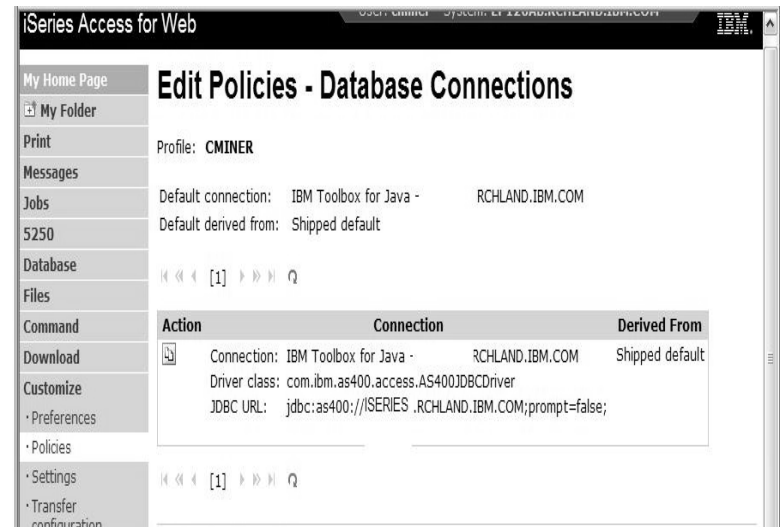 iSeries Access for Web
IBM.
My Home Page
My Folder
Print
Messages
Jobs
5250
Database
Files
Command
Download
Customize
· Preferences
· Policies
· Settings
· Transfer
configuration
Edit Policies - Database Connections
Profile: CMINER
Default connection: IBM Toolbox for Java - RCHLAND.IBM.COM
Default derived from: Shipped default
[1]
Action Connection Derived From
Connection: IBM Toolbox for Java - RCHLAND.IBM.COM Shipped default
Driver class: com.ibm.as400.access.AS400JDBCDriver
JDBC URL: jdbc:as400://ISERIES .RCHLAND.IBM.COM;prompt=false;
[1]